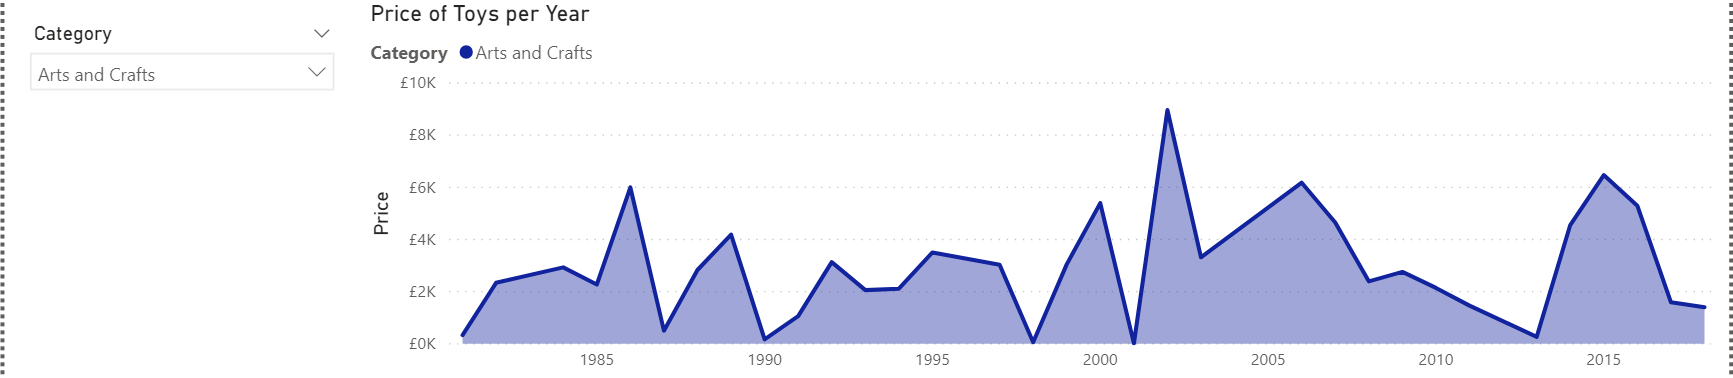 Category
Arts and Crafts
Price of Toys per Year
Category Arts and Crafts
£10K
£8K
£6K
£4K
£2K
£0K
Price
1985 1990 1995 2000 2005 2010 2015